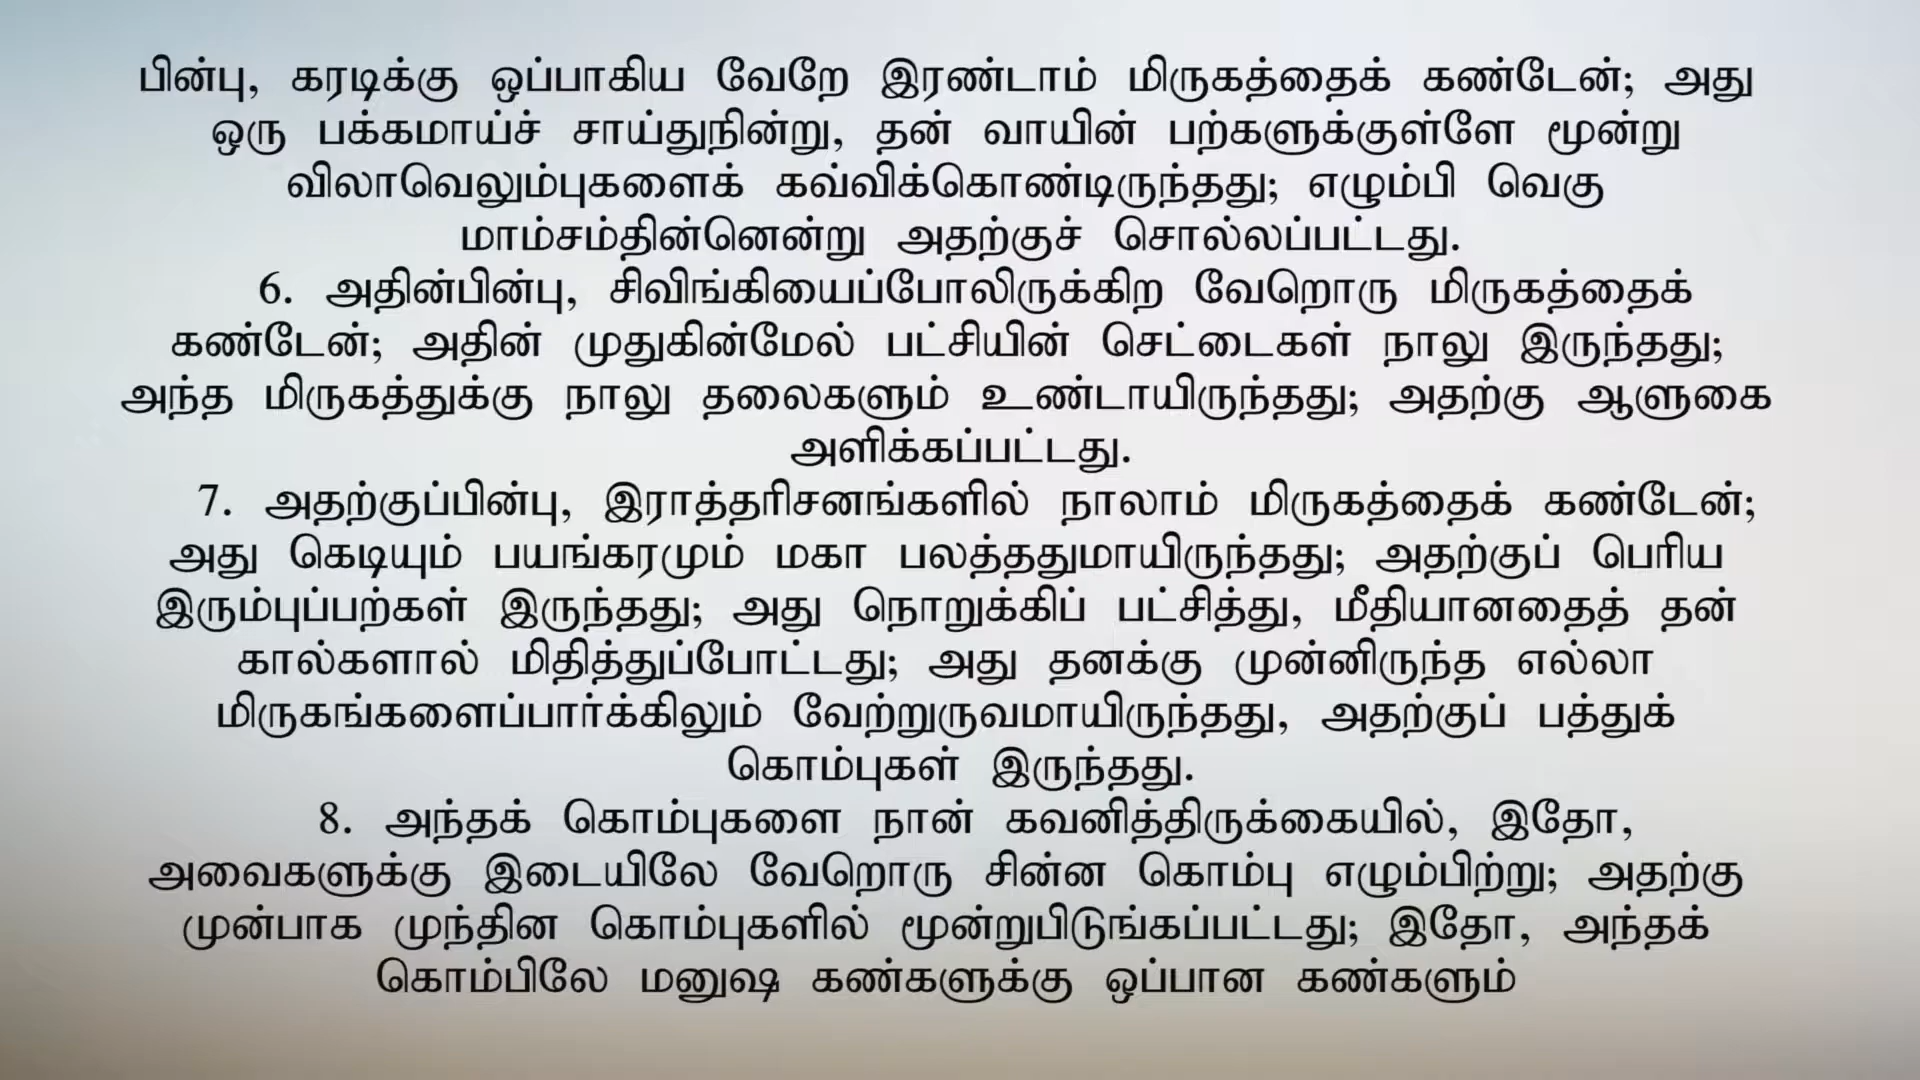 பின்பு, கரடிக்கு ஒப்பாகிய வேறே இரண்டாம் மிருகத்தைக் கண்டேன்; அது
ஒரு பக்கமாய்ச் சாய்துநின்று, தன் வாயின் பற்களுக்குள்ளே மூன்று
விலாவெலும்புகளைக் கவ்விக்கொண்டிருந்தது; எழும்பி வெகு
மாம்சம்தின்னென்று அதற்குச் சொல்லப்பட்டது.
6. அதின்பின்பு, சிவிங்கியைப்போலிருக்கிற வேறொரு மிருகத்தைக்
கண்டேன்; அதின் முதுகின்மேல் பட்சியின் செட்டைகள் நாலு இருந்தது;
அந்த மிருகத்துக்கு நாலு தலைகளும் உண்டாயிருந்தது; அதற்கு ஆளுகை
அளிக்கப்பட்டது.
7. அதற்குப்பின்பு, இராத்தரிசனங்களில் நாலாம் மிருகத்தைக் கண்டேன்;
அது கெடியும் பயங்கரமும் மகா பலத்ததுமாயிருந்தது; அதற்குப் பெரிய
இரும்புப்பற்கள் இருந்தது; அது நொறுக்கிப் பட்சித்து, மீதியானதைத் தன்
கால்களால் மிதித்துப்போட்டது; அது தனக்கு முன்னிருந்த எல்லா
மிருகங்களைப்பார்க்கிலும் வேற்றுருவமாயிருந்தது, அதற்குப் பத்துக்
கொம்புகள் இருந்தது.
8. அந்தக் கொம்புகளை நான் கவனித்திருக்கையில், இதோ,
அவைகளுக்கு இடையிலே வேறொரு சின்ன கொம்பு எழும்பிற்று; அதற்கு
முன்பாக முந்தின கொம்புகளில் மூன்றுபிடுங்கப்பட்டது; இதோ, அந்தக்
கொம்பிலே மனுஷ கண்களுக்கு ஒப்பான கண்களும்